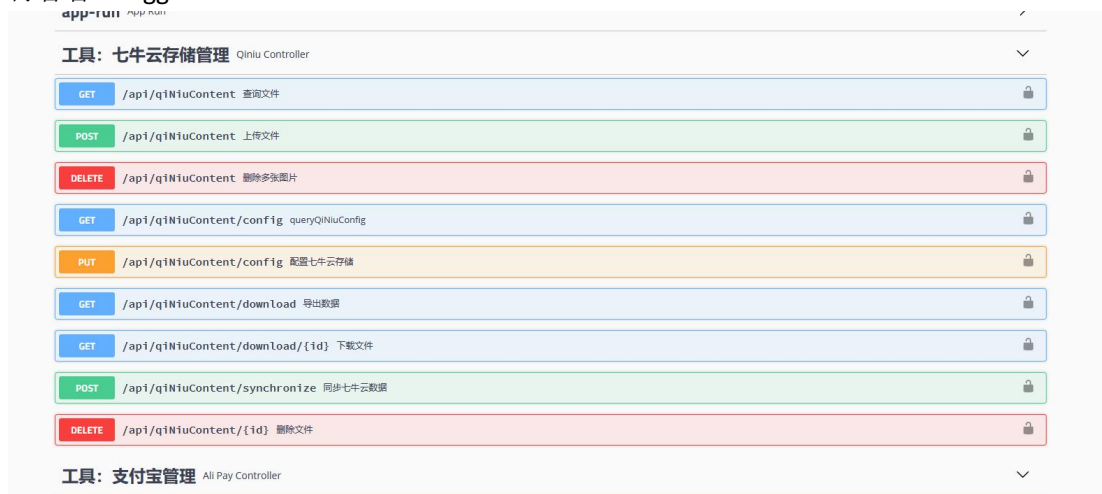 app-run App Run
工具：七牛云存储管理 Qiniu Controller
GET /api/qiNiuContent 查询文件
POST /api/qiNiuContent 上传文件
DELETE /api/qiNiuContent 删除多张图片
GET /api/qiNiuContent/config queryQiNiuConfig
PUT /api/qiNiuContent/config 配置七牛云存储
GET /api/qiNiuContent/download 导出数据
GET /api/qiNiuContent/download/{id} 下载文件
POST /api/qiNiuContent/synchronize 同步七牛云数据
DELETE /api/qiNiuContent/{id} 删除文件
工具：支付宝管理 Ali Pay Controller